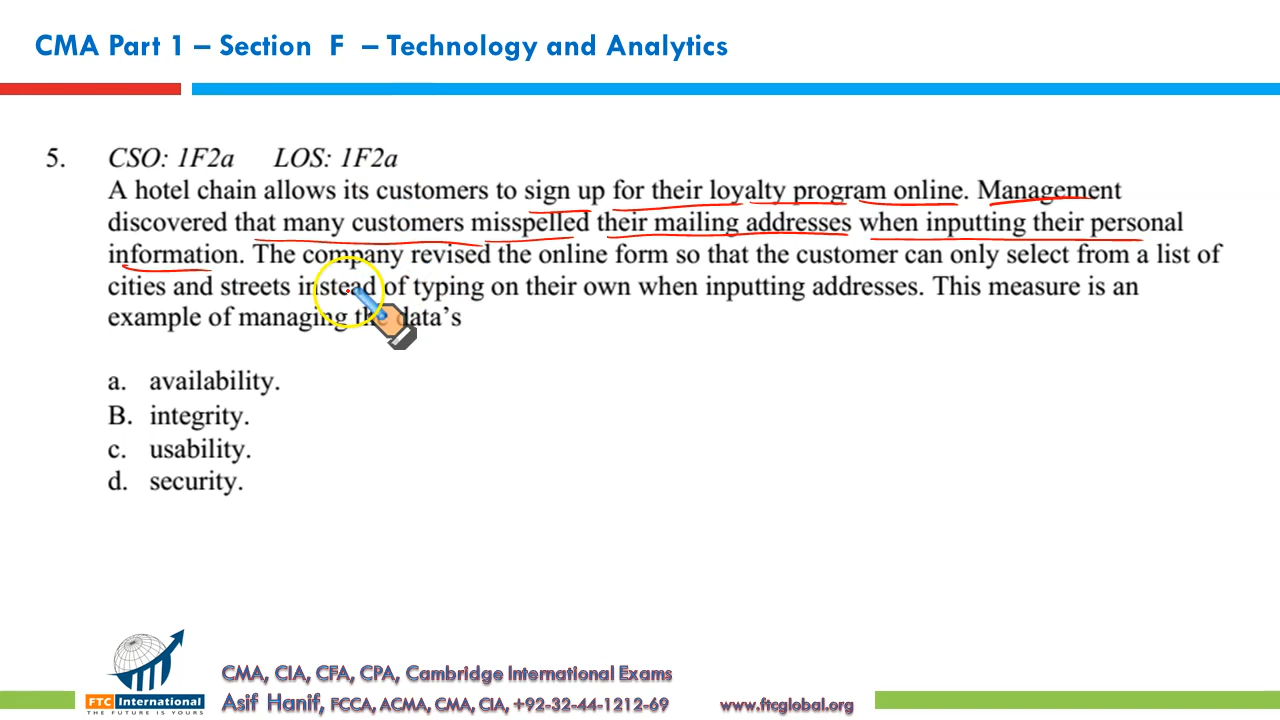 CMA Part 1 – Section F – Technology and Analytics
5. CSO: 1F2a LOS: 1F2a
A hotel chain allows its customers to sign up for their loyalty program online. Management
discovered that many customers misspelled their mailing addresses when inputting their personal
information. The company revised the online form so that the customer can only select from a list of
cities and streets instead of typing on their own when inputting addresses. This measure is an
example of managing the data's
a. availability.
B. integrity.
c. usability.
d. security.
FTC International
THE FUTURE IS YOURS
CMA, CIA, CFA, CPA, Cambridge International Exams
Asif Hanif, FCCA, ACMA, CMA, CIA, +92-32-44-1212-69 www.ftcglobal.org